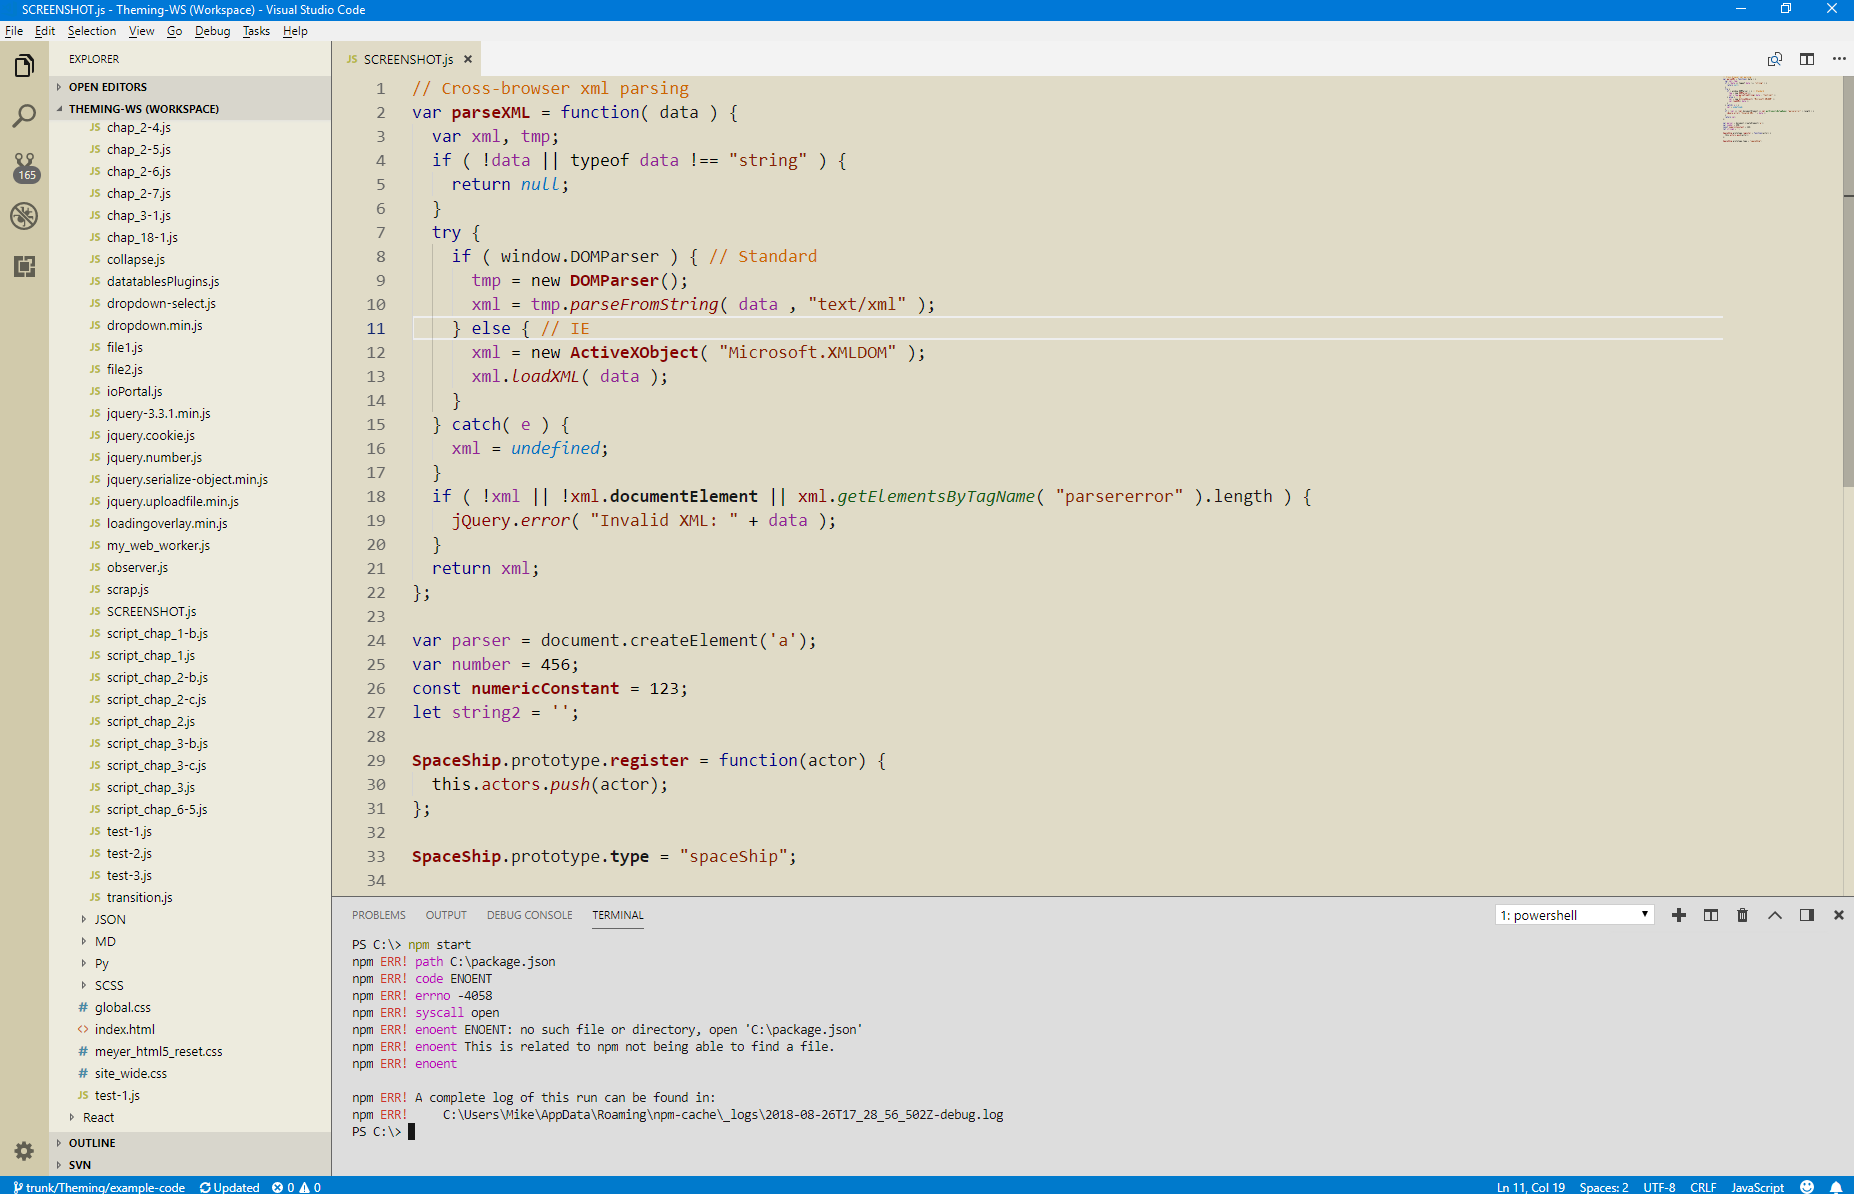 SCREENSHOT.js - Theming-WS (Workspace) - Visual Studio Code
File Edit Selection View Go Debug Tasks Help
EXPLORER
OPEN EDITORS
THEMING-WS (WORKSPACE)
165
JS chap_2-4.js
JS chap_2-5.js
JS chap_2-6.js
JS chap_2-7.js
JS chap_3-1.js
JS chap_18-1.js
JS collapse.js
JS datatablesPlugins.js
JS dropdown-select.js
JS dropdown.min.js
JS file1.js
JS file2.js
JS ioPortal.js
JS jquery-3.3.1.min.js
JS jquery.cookie.js
JS jquery.number.js
JS jquery.serialize-object.min.js
JS jquery.uploadfile.min.js
JS loadingoverlay.min.js
JS my_web_worker.js
JS observer.js
JS scrap.js
JS SCREENSHOT.js
JS script_chap_1-b.js
JS script_chap_1.js
JS script_chap_2-b.js
JS script_chap_2-c.js
JS script_chap_2.js
JS script_chap_3-b.js
JS script_chap_3-c.js
JS script_chap_3.js
JS script_chap_6-5.js
JS test-1.js
JS test-2.js
JS test-3.js
JS transition.js
JSON
MD
Py
SCSS
# global.css
<> index.html
# meyer_html5_reset.css
# site_wide.css
JS test-1.js
React
OUTLINE
SVN
JS SCREENSHOT.js ×
1 // Cross-browser xml parsing
2 var parseXML = function( data ) {
3   var xml, tmp;
4   if ( !data || typeof data !== "string" ) {
5     return null;
6   }
7   try {
8     if ( window.DOMParser ) { // Standard
9       tmp = new DOMParser();
10       xml = tmp.parseFromString( data , "text/xml" );
11     } else { // IE
12       xml = new ActiveXObject( "Microsoft.XMLDOM" );
13       xml.loadXML( data );
14     }
15   } catch( e ) {
16     xml = undefined;
17   }
18   if ( !xml || !xml.documentElement || xml.getElementsByTagName( "parsererror" ).length ) {
19     jQuery.error( "Invalid XML: " + data );
20   }
21   return xml;
22 };
23
24 var parser = document.createElement('a');
25 var number = 456;
26 const numericConstant = 123;
27 let string2 = '';
28
29 SpaceShip.prototype.register = function(actor) {
30   this.actors.push(actor);
31 };
32
33 SpaceShip.prototype.type = "spaceShip";
34
PROBLEMS OUTPUT DEBUG CONSOLE TERMINAL
1: powershell
PS C:\> npm start
npm ERR! path C:\package.json
npm ERR! code ENOENT
npm ERR! errno -4058
npm ERR! syscall open
npm ERR! enoent ENOENT: no such file or directory, open 'C:\package.json'
npm ERR! enoent This is related to npm not being able to find a file.
npm ERR! enoent
npm ERR! A complete log of this run can be found in:
npm ERR!     C:\Users\Mike\AppData\Roaming\npm-cache\_logs\2018-08-26T17_28_56_502Z-debug.log
PS C:\>
trunk/Theming/example-code Updated 0 0
Ln 11, Col 19 Spaces: 2 UTF-8 CRLF JavaScript